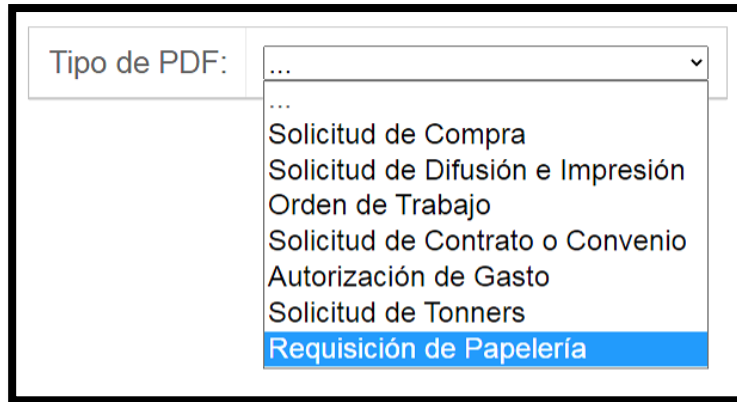 Tipo de PDF: ...
...
Solicitud de Compra
Solicitud de Difusión e Impresión
Orden de Trabajo
Solicitud de Contrato o Convenio
Autorización de Gasto
Solicitud de Tonners
Requisición de Papelería